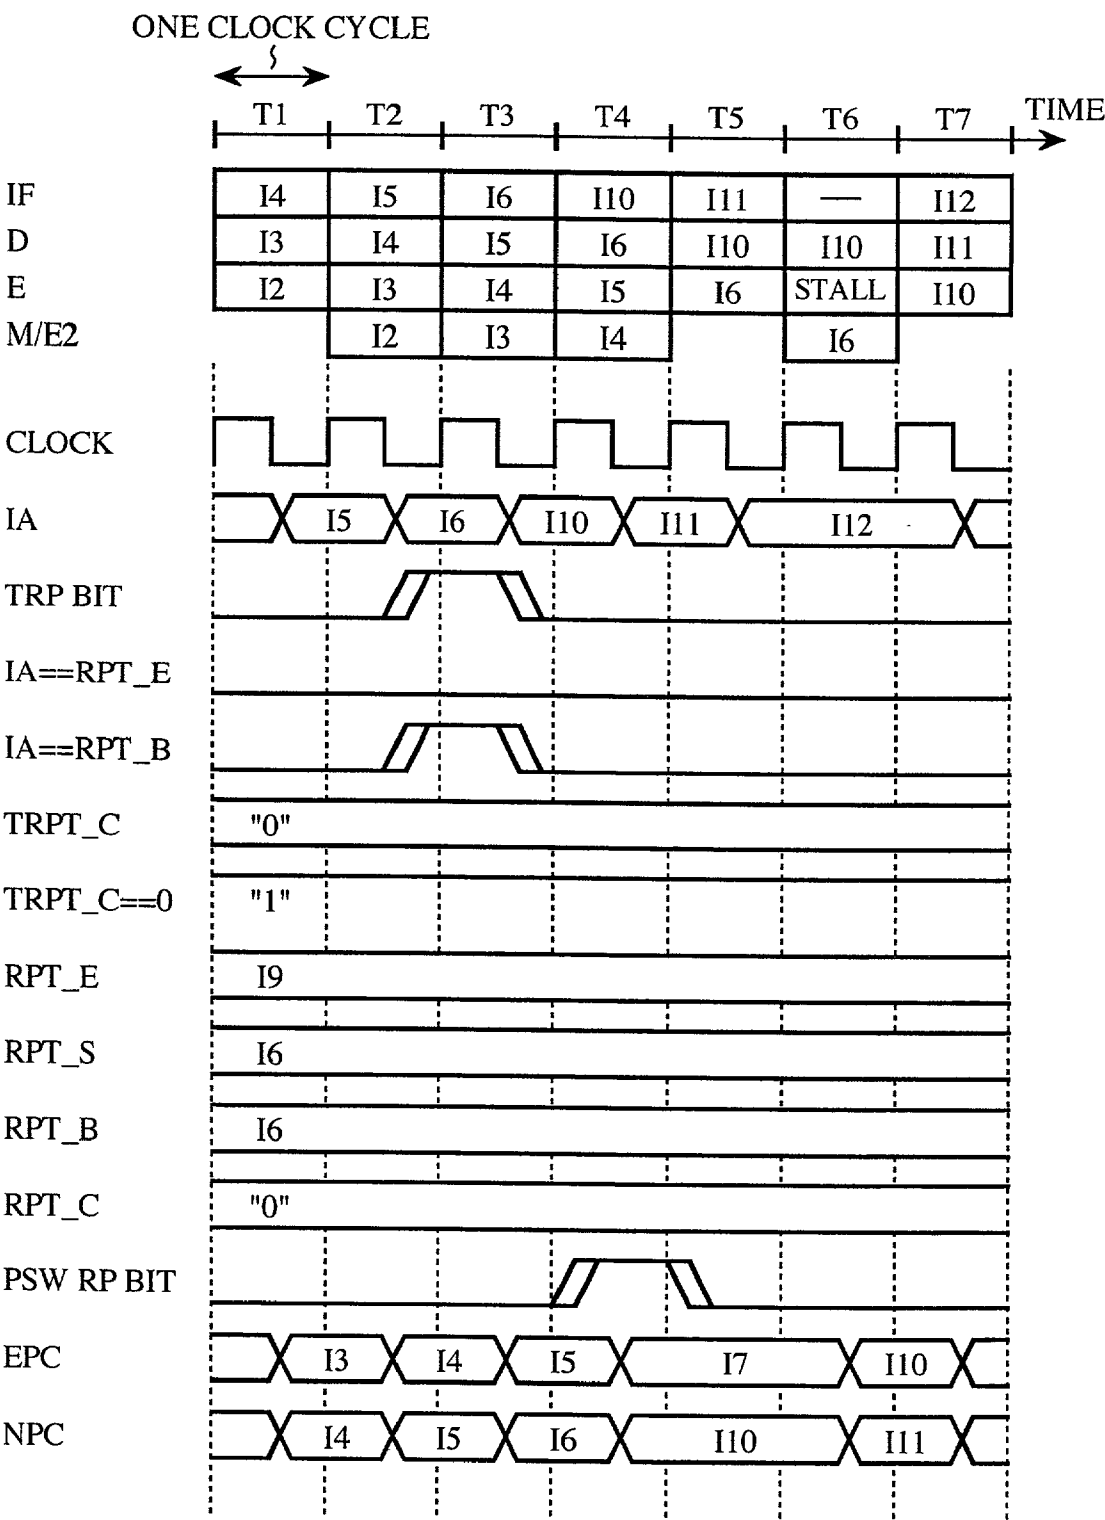 ONE CLOCK CYCLE
T1 T2 T3 T4 T5 T6 T7 TIME
IF I4 I5 I6 I10 I11 — I12
D I3 I4 I5 I6 I10 I10 I11
E I2 I3 I4 I5 I6 STALL I10
M/E2 I2 I3 I4 I6
CLOCK
IA I5 I6 I10 I11 I12
TRP BIT
IA==RPT_E
IA==RPT_B
TRPT_C "0"
TRPT_C==0 "1"
RPT_E I9
RPT_S I6
RPT_B I6
RPT_C "0"
PSW RP BIT
EPC I3 I4 I5 I7 I10
NPC I4 I5 I6 I10 I11